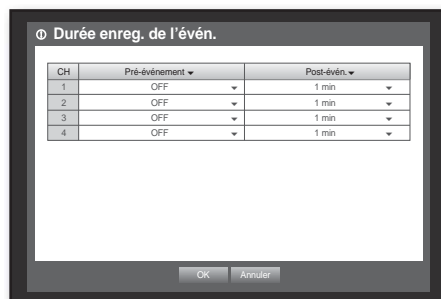 Durée enreg. de l’évén.
CH Pré-événement Post-évén.
1 OFF 1 min
2 OFF 1 min
3 OFF 1 min
4 OFF 1 min
OK Annuler